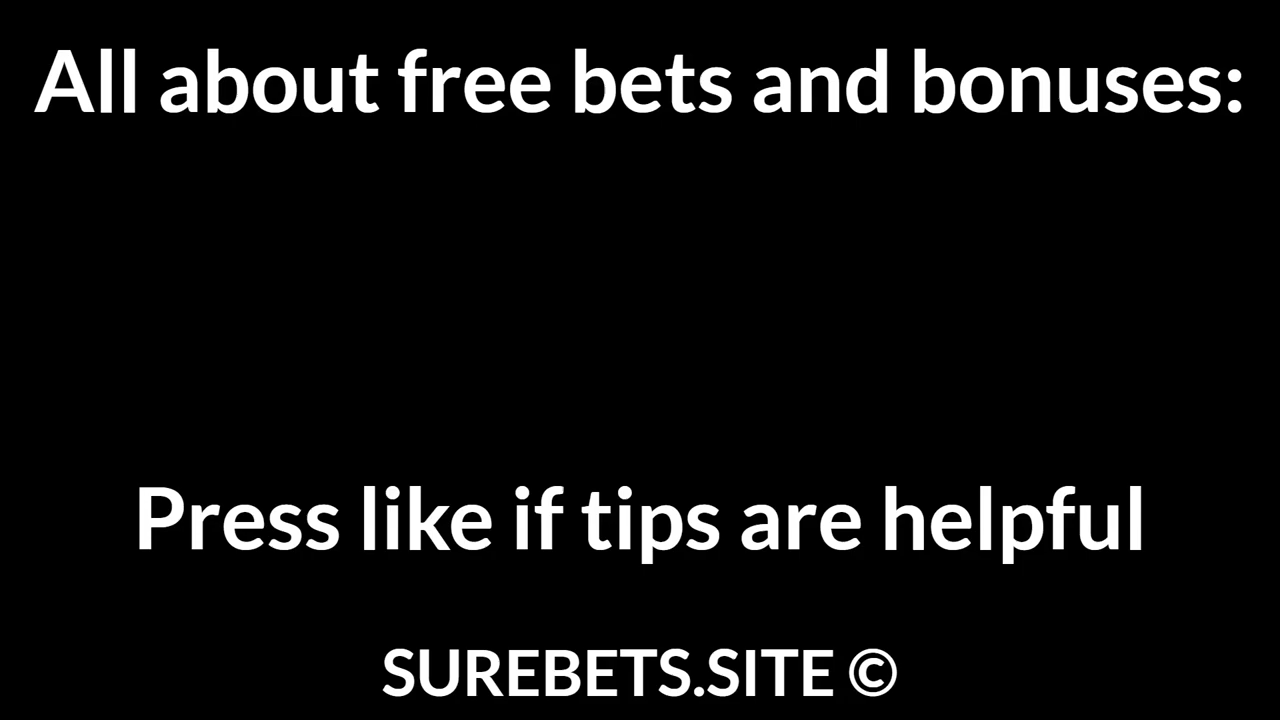 All about free bets and bonuses:
Press like if tips are helpful
SUREBETS.SITE ©